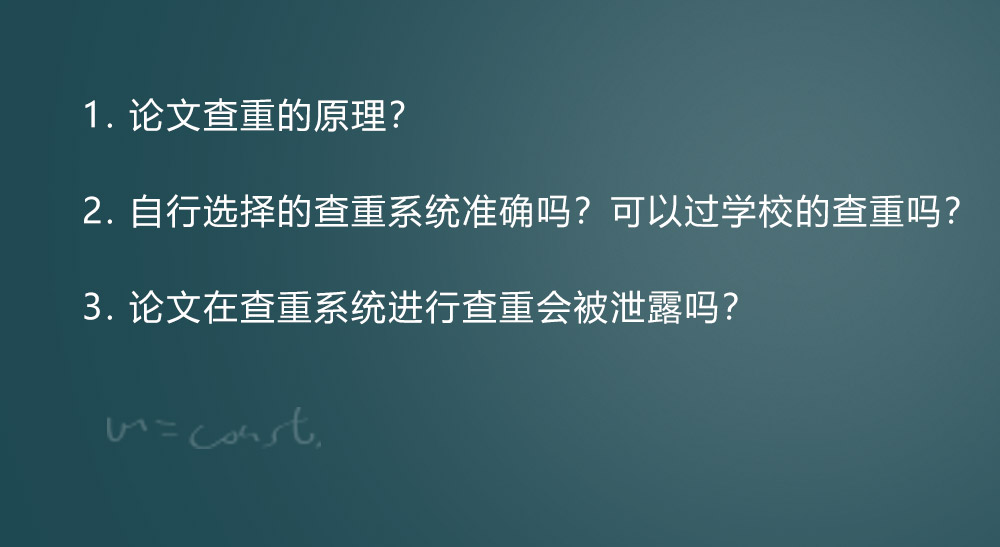 1. 论文查重的原理？
2. 自行选择的查重系统准确吗？可以过学校的查重吗？
3. 论文在查重系统进行查重会被泄露吗？
= const.